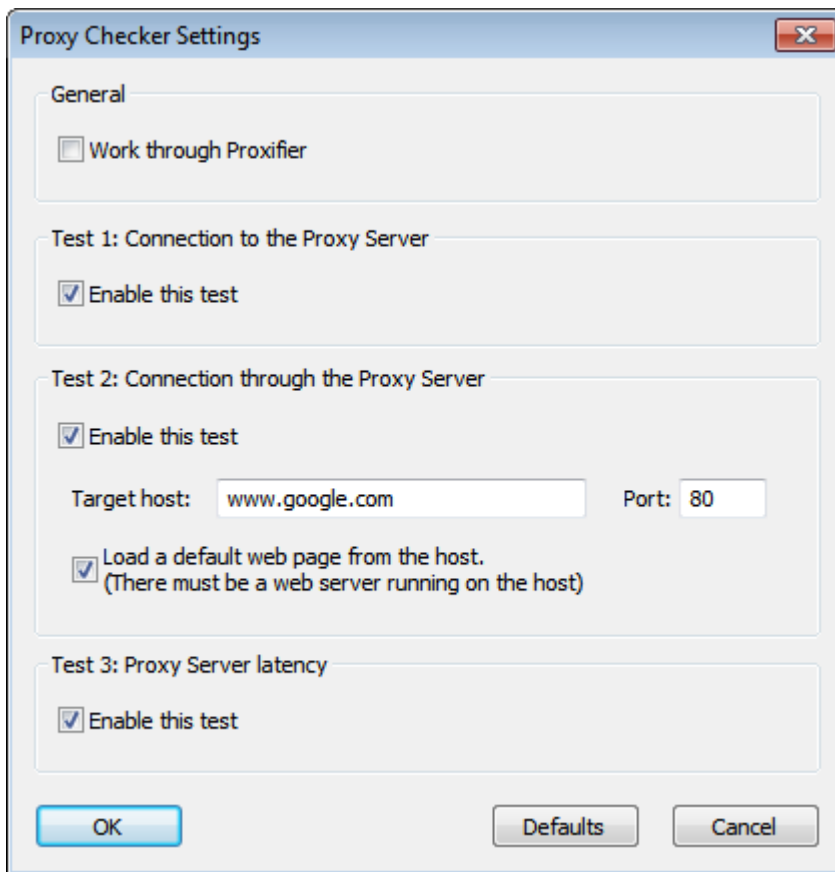 Proxy Checker Settings
General
Work through Proxifier
Test 1: Connection to the Proxy Server
Enable this test
Test 2: Connection through the Proxy Server
Enable this test
Target host: www.google.com Port: 80
Load a default web page from the host.
(There must be a web server running on the host)
Test 3: Proxy Server latency
Enable this test
OK Defaults Cancel